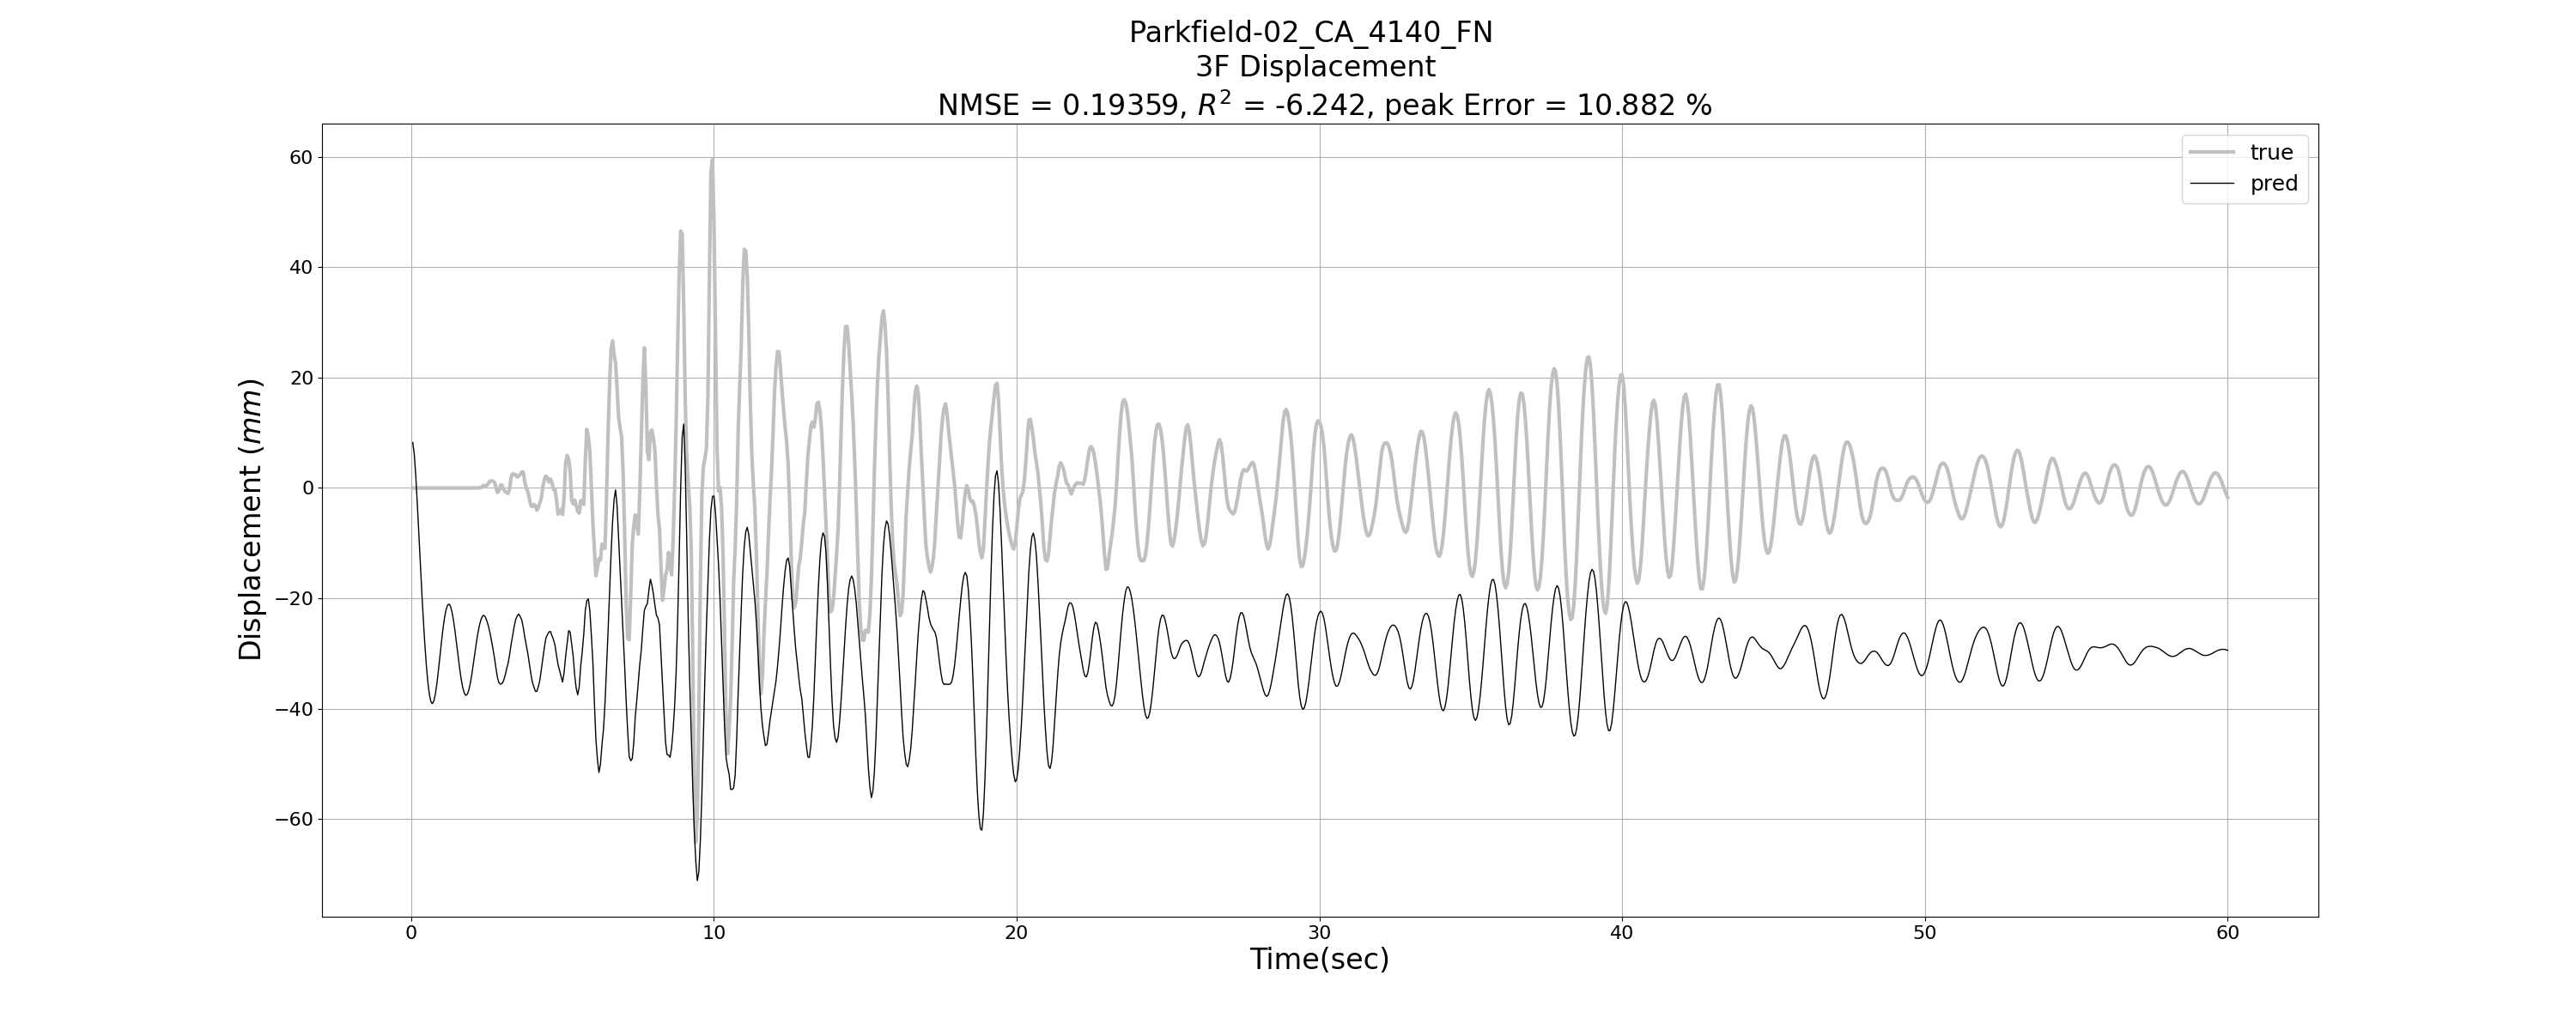 Parkfield-02_CA_4140_FN
3F Displacement
NMSE = 0.19359, R² = -6.242, peak Error = 10.882 %
true
pred
60
40
20
0
−20
−40
−60
Displacement (mm)
0 10 20 30 40 50 60
Time(sec)